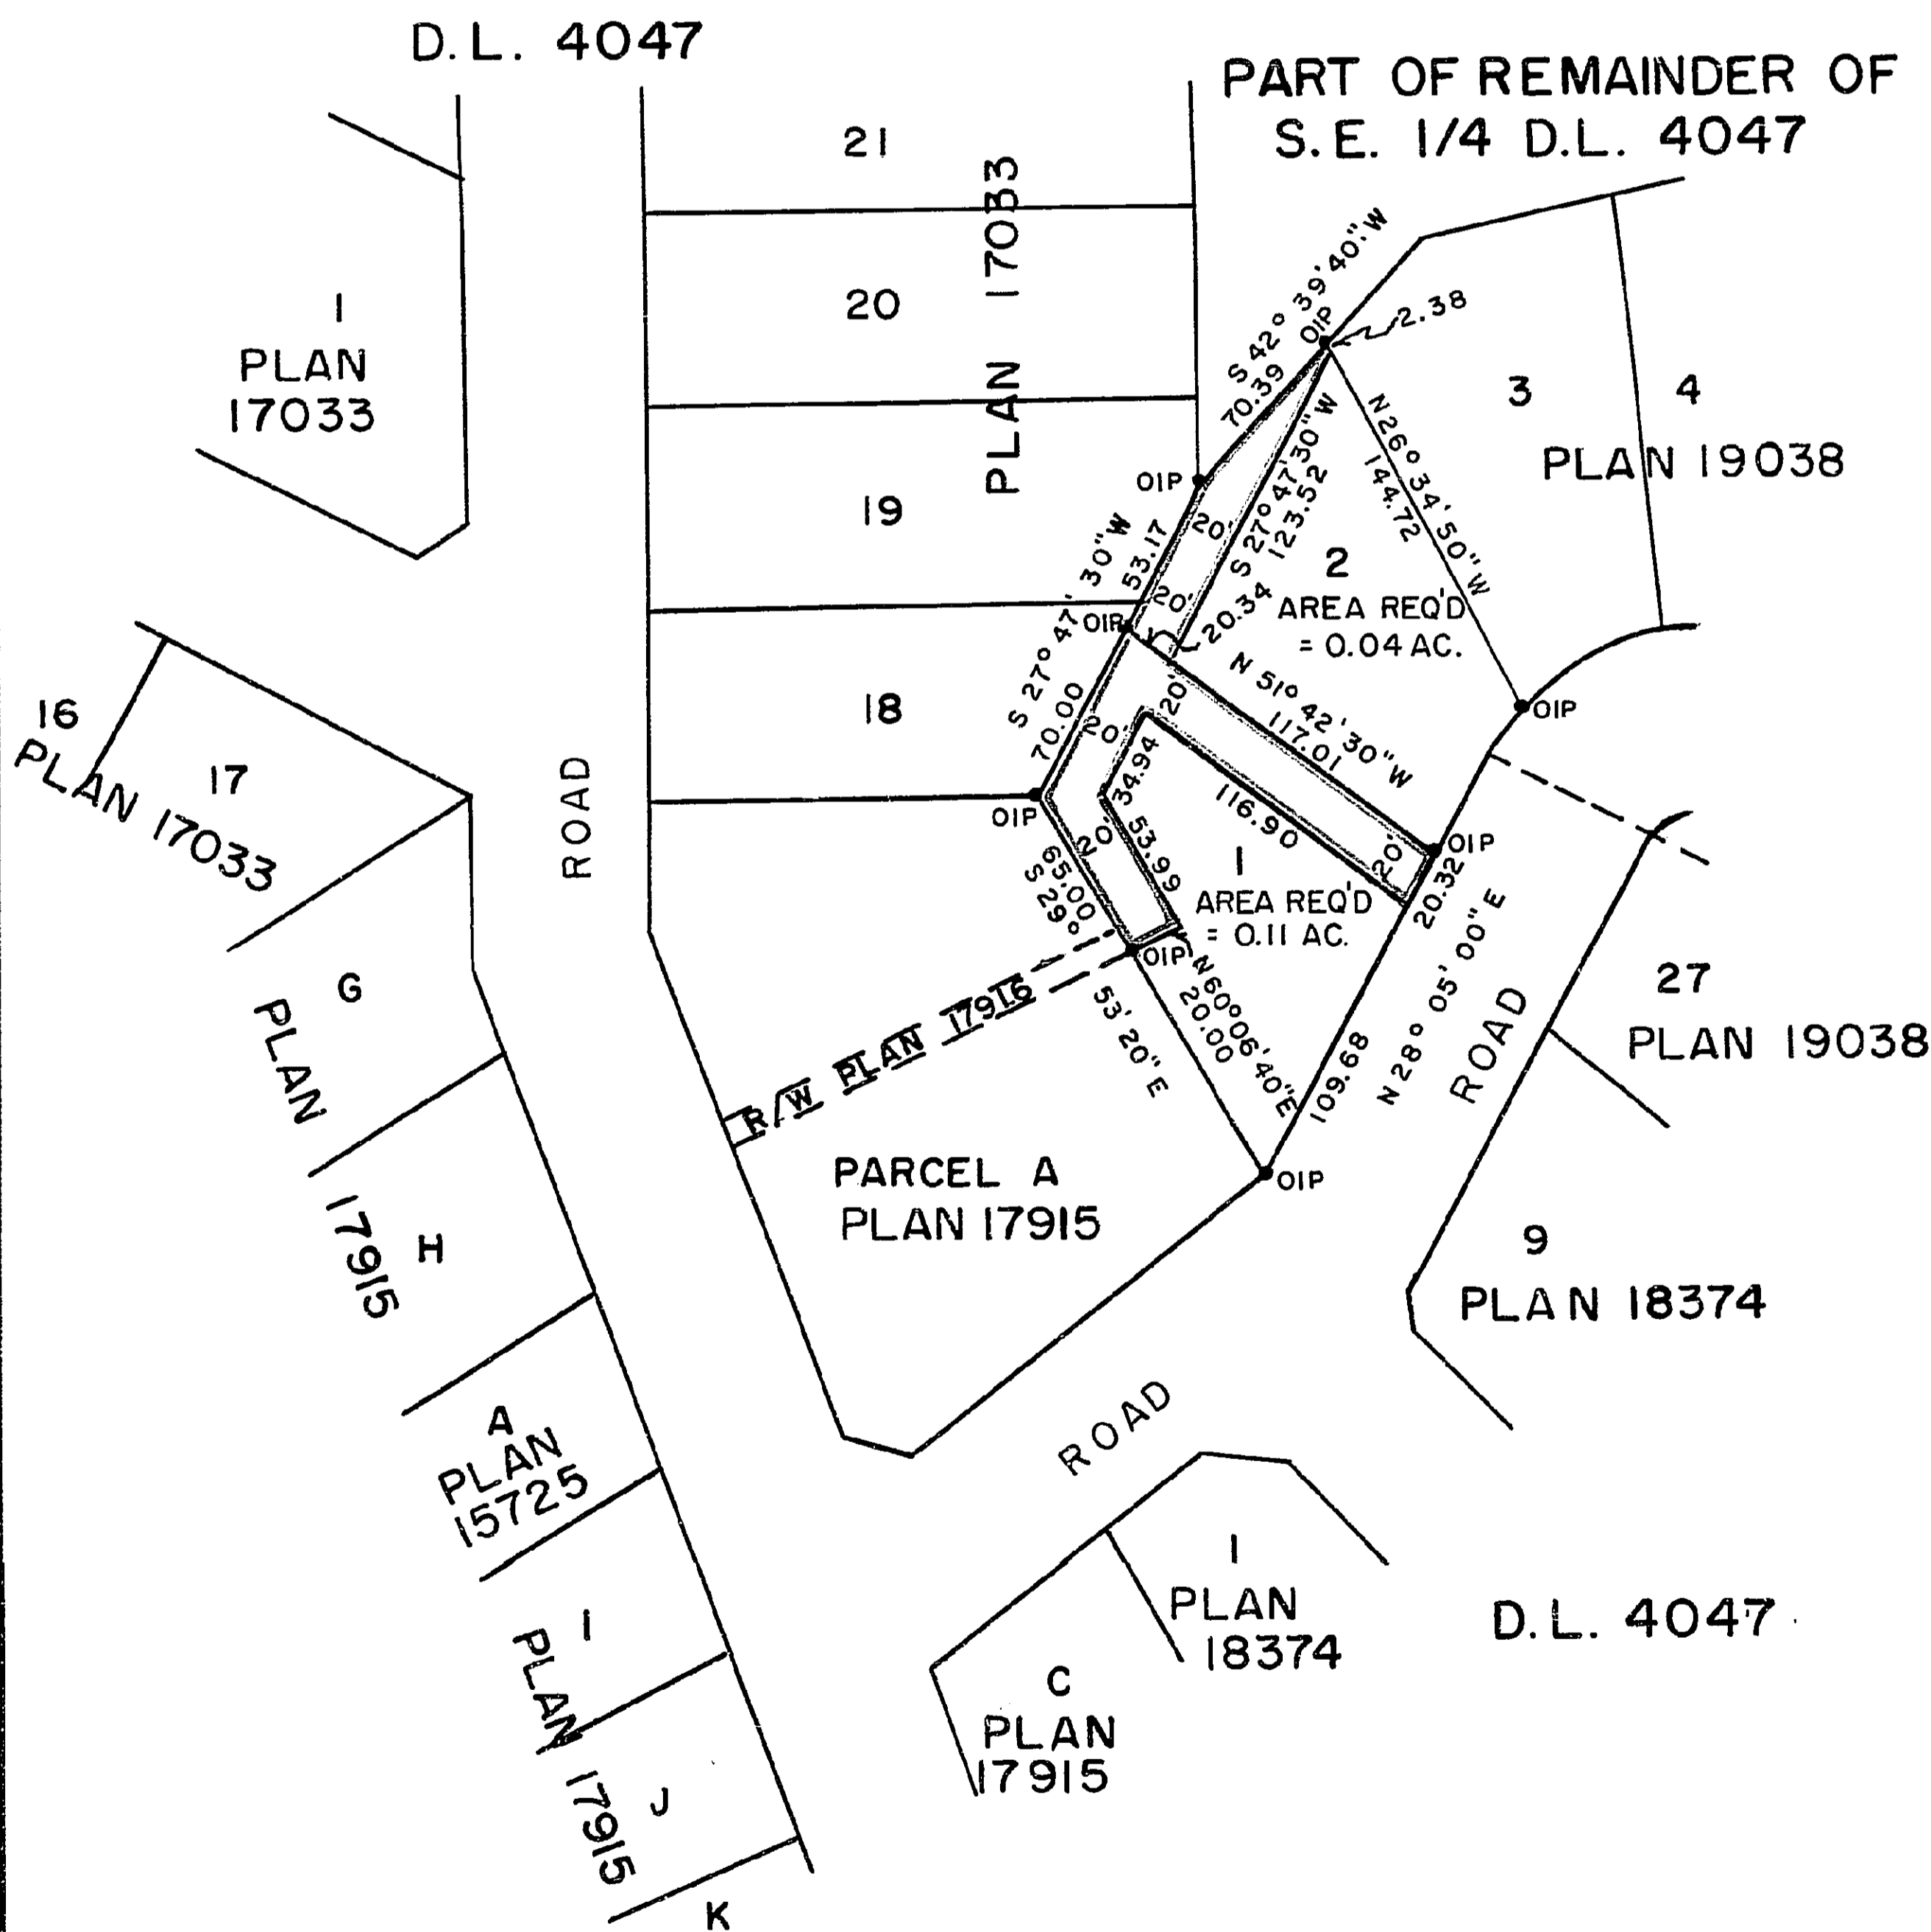 D.L. 4047
PART OF REMAINDER OF
S.E. 1/4 D.L. 4047
21
PLAN 17033
20
19
18
1
PLAN
17033
S 42° 39' 40" W
70.39
OIP
2.38
3
4
PLAN 19038
N 26° 34' 50" W
144.72
S 27° 47' 30" W
123.52
OIP
20'
53.17
S 27° 47' 30" W
20'
20.34
2
AREA REQ'D
= 0.04 AC.
OIP
70.00
20'
20'
N 51° 42' 30" W
117.01
OIP
16
PLAN 17033
17
ROAD
OIP
34.94
116.90
20'
OIP
20.32
20'
53.99
65.00
S 29° 53' 20" E
1
AREA REQ'D
= 0.11 AC.
OIP
N 60° 06' 40" E
20.00
109.68
N 28° 05' 00" E
ROAD
27
PLAN 19038
R/W PLAN 17916
G
PLAN 17915
H
PARCEL A
PLAN 17915
OIP
9
PLAN 18374
A
PLAN
15725
ROAD
I
PLAN 17915
J
K
1
PLAN
18374
C
PLAN
17915
D.L. 4047